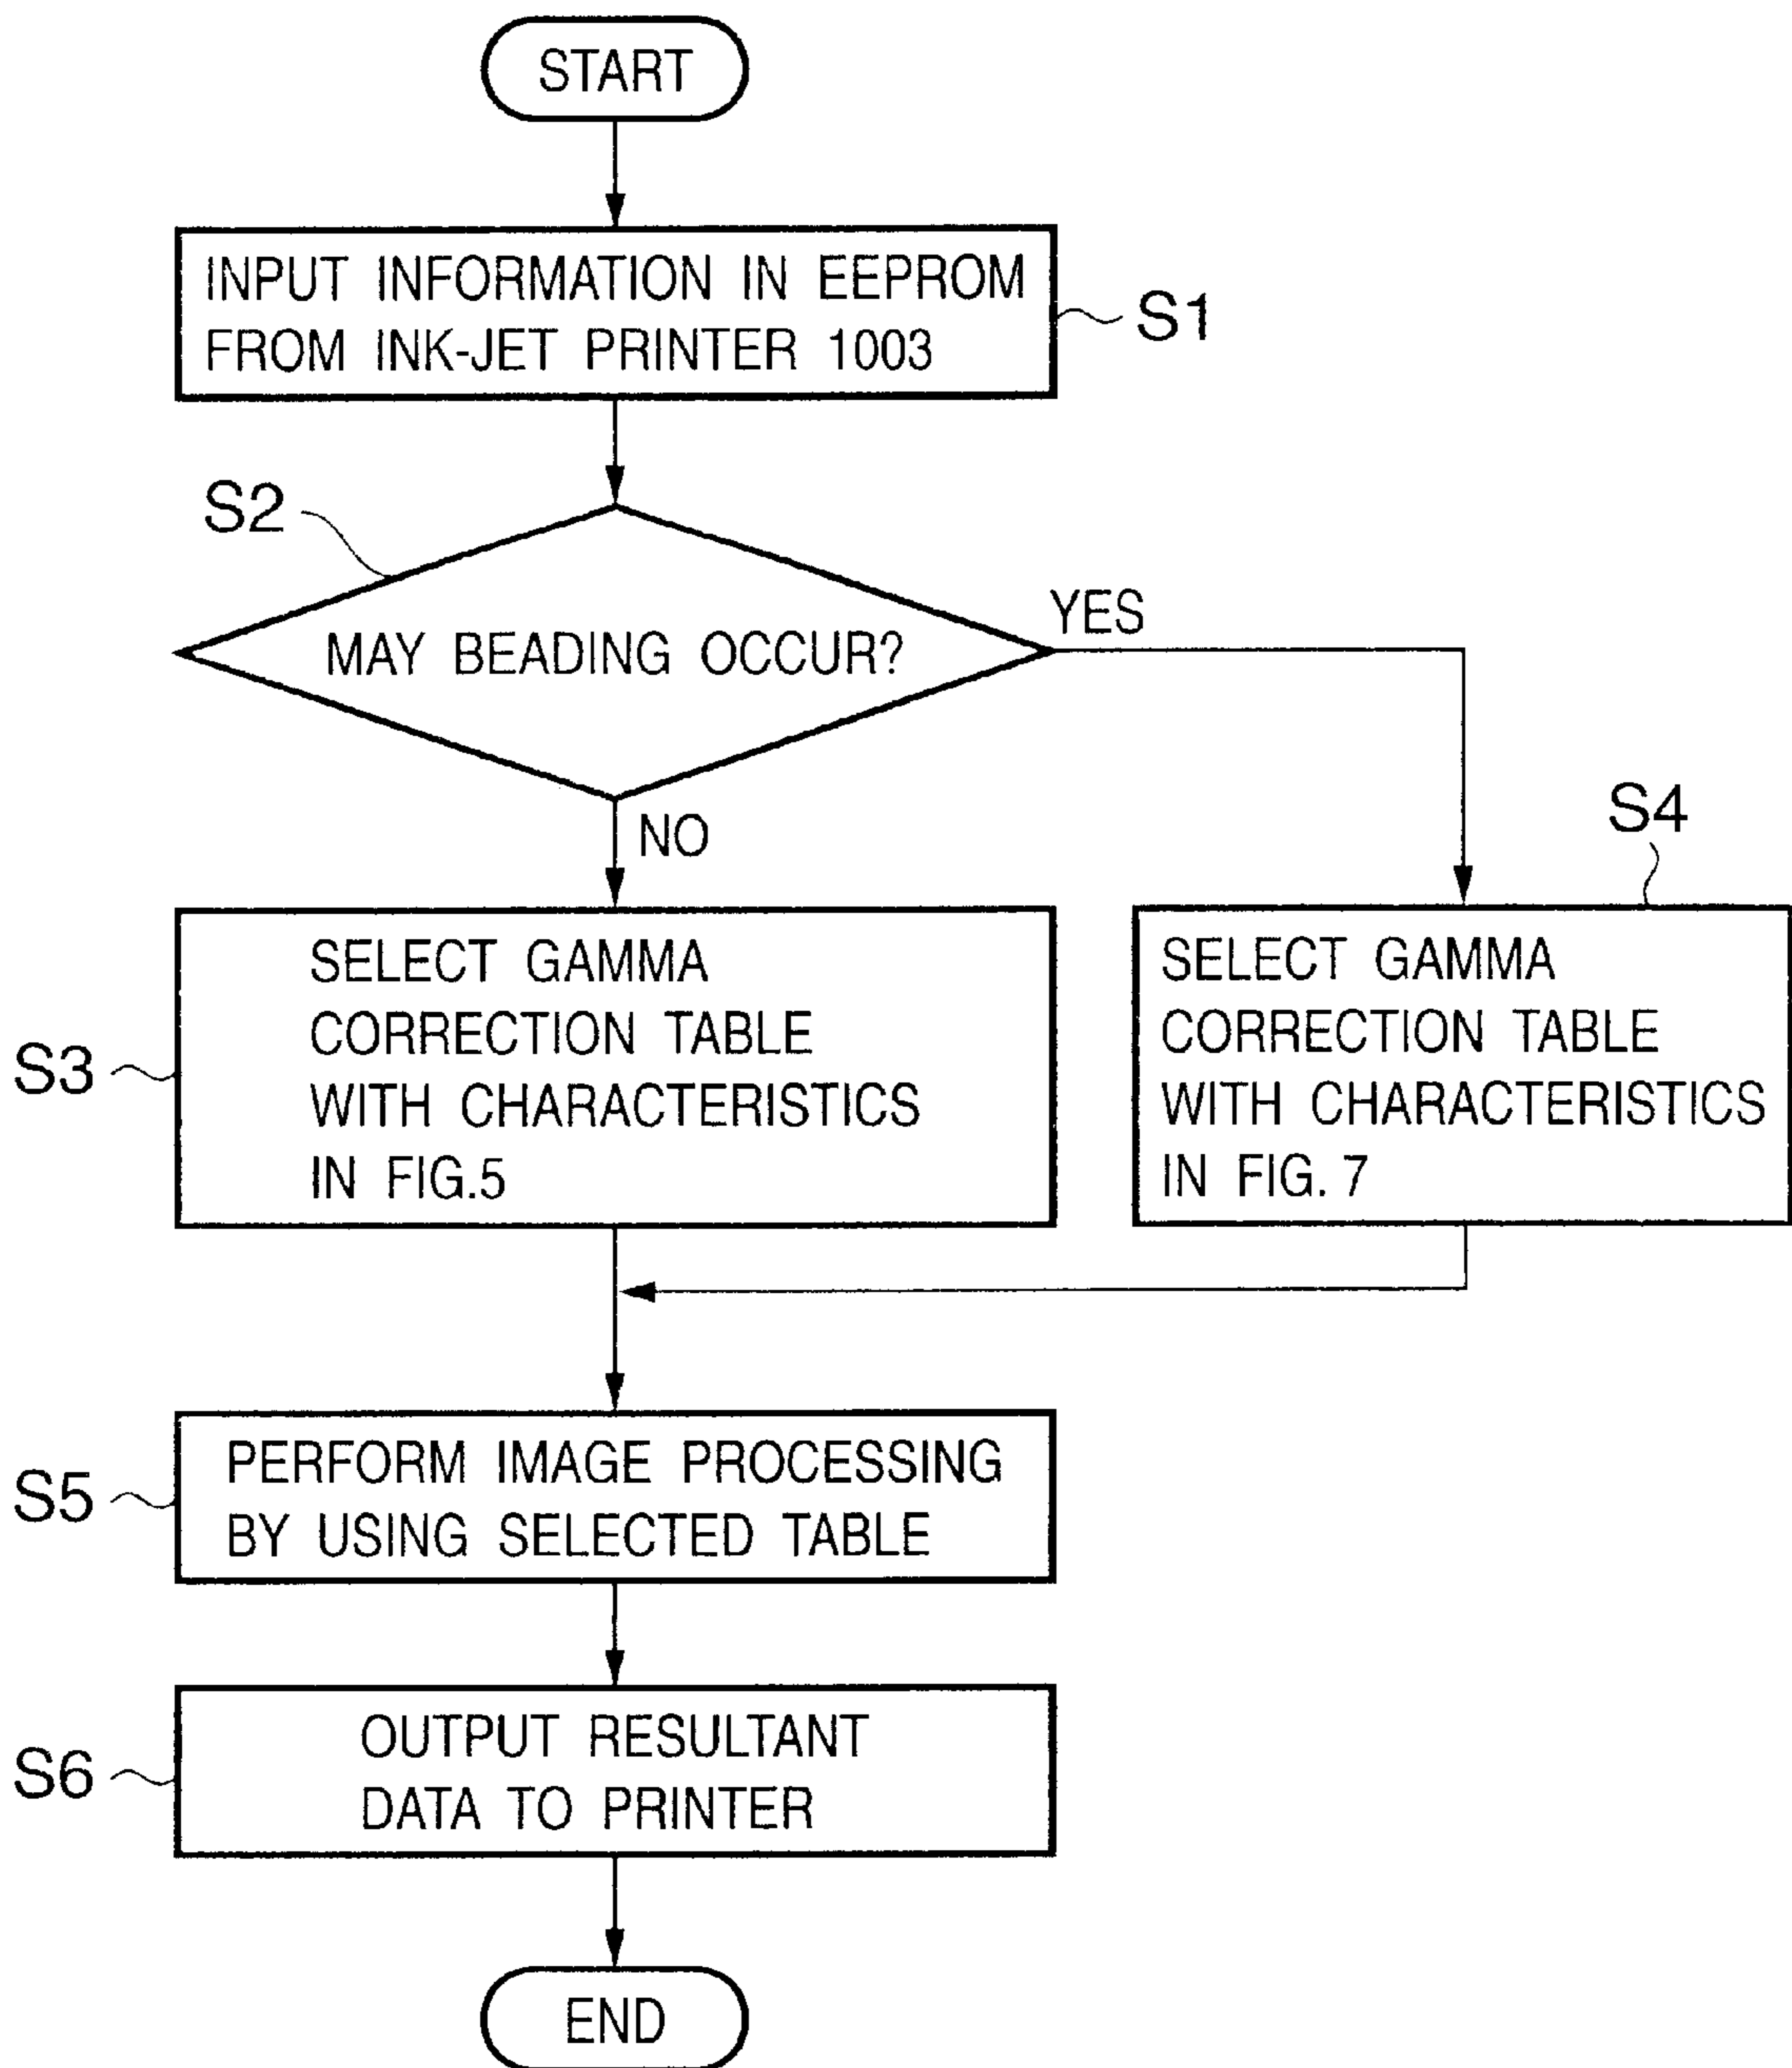 START
INPUT INFORMATION IN EEPROM
FROM INK-JET PRINTER 1003
S1
S2
MAY BEADING OCCUR?
YES
NO
S4
S3
SELECT GAMMA
CORRECTION TABLE
WITH CHARACTERISTICS
IN FIG.5
SELECT GAMMA
CORRECTION TABLE
WITH CHARACTERISTICS
IN FIG. 7
S5
PERFORM IMAGE PROCESSING
BY USING SELECTED TABLE
S6
OUTPUT RESULTANT
DATA TO PRINTER
END